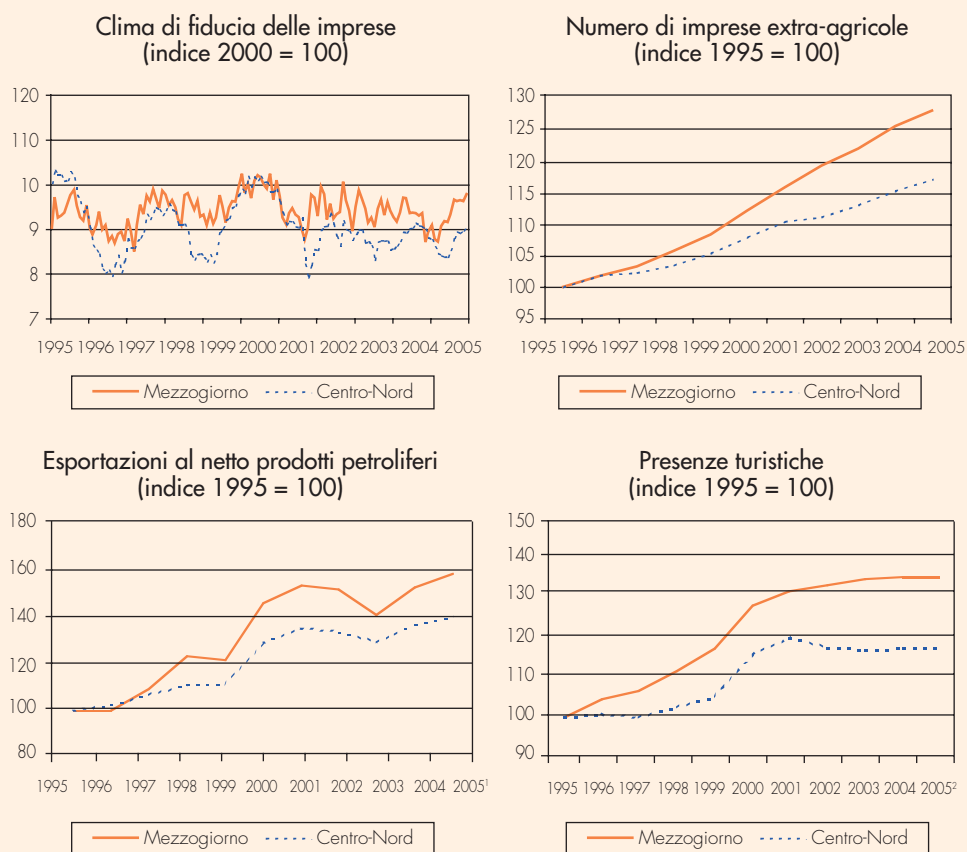 Clima di fiducia delle imprese
(indice 2000 = 100)
120
110
10
9
8
7
1995 1996 1997 1998 1999 2000 2001 2002 2003 2004 2005
Mezzogiorno Centro-Nord
Numero di imprese extra-agricole
(indice 1995 = 100)
130
125
120
115
110
105
100
95
1995 1996 1997 1998 1999 2000 2001 2002 2003 2004 2005
Mezzogiorno Centro-Nord
Esportazioni al netto prodotti petroliferi
(indice 1995 = 100)
180
160
140
120
100
80
1995 1996 1997 1998 1999 2000 2001 2002 2003 2004 2005¹
Mezzogiorno Centro-Nord
Presenze turistiche
(indice 1995 = 100)
150
140
130
120
110
100
90
1995 1996 1997 1998 1999 2000 2001 2002 2003 2004 2005²
Mezzogiorno Centro-Nord